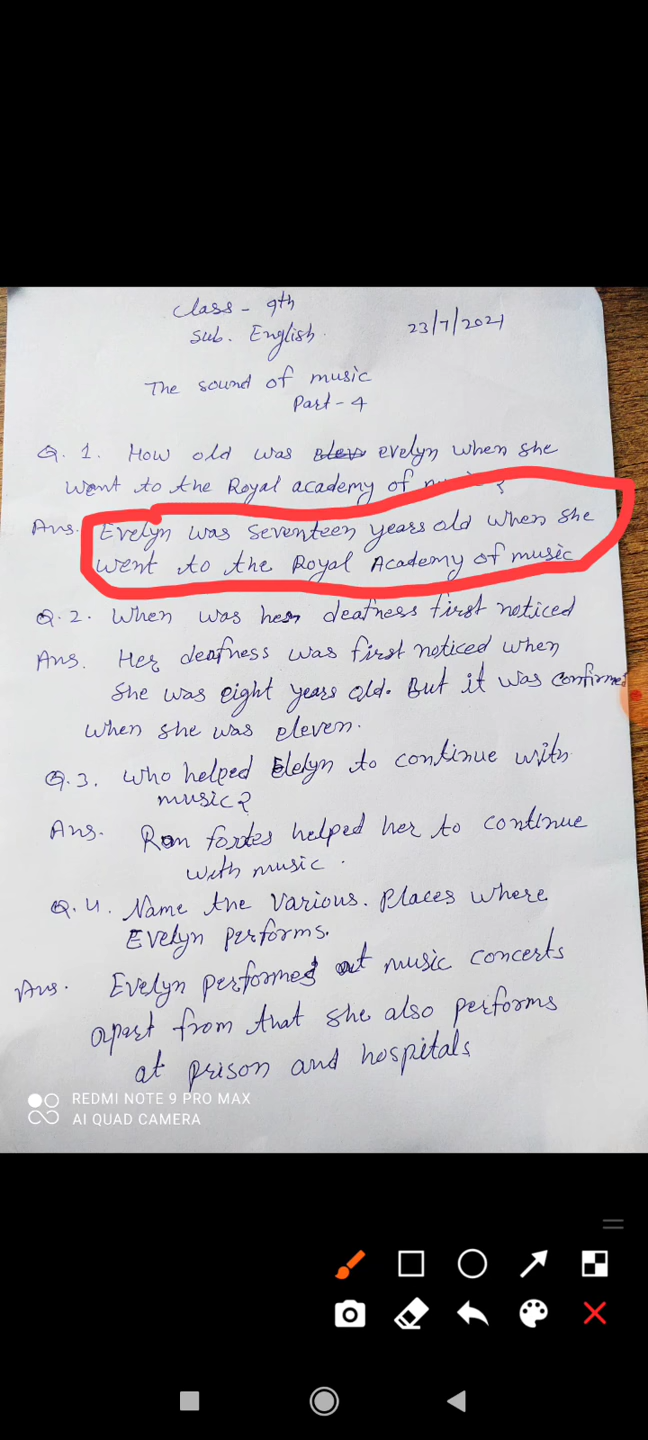 Class - 9th
Sub. English.
23/7/2021
The sound of music
Part - 4
Q. 1. How old was evelyn when she
went to the Royal academy of
Ans. Evelyn was seventeen years old when she
went to the Royal Academy of music
Q. 2. When was her deafness first noticed
Ans. Her deafness was first noticed when
she was eight years old. But it was confirmed
when she was eleven.
Q. 3. Who helped Elelyn to continue with
music?
Ans. Ron fordes helped her to continue
with music.
Q. 4. Name the various. Places where
Evelyn performs.
Ans. Evelyn performed at music concerts
apart from that she also performs
at prison and hospitals
REDMI NOTE 9 PRO MAX
AI QUAD CAMERA